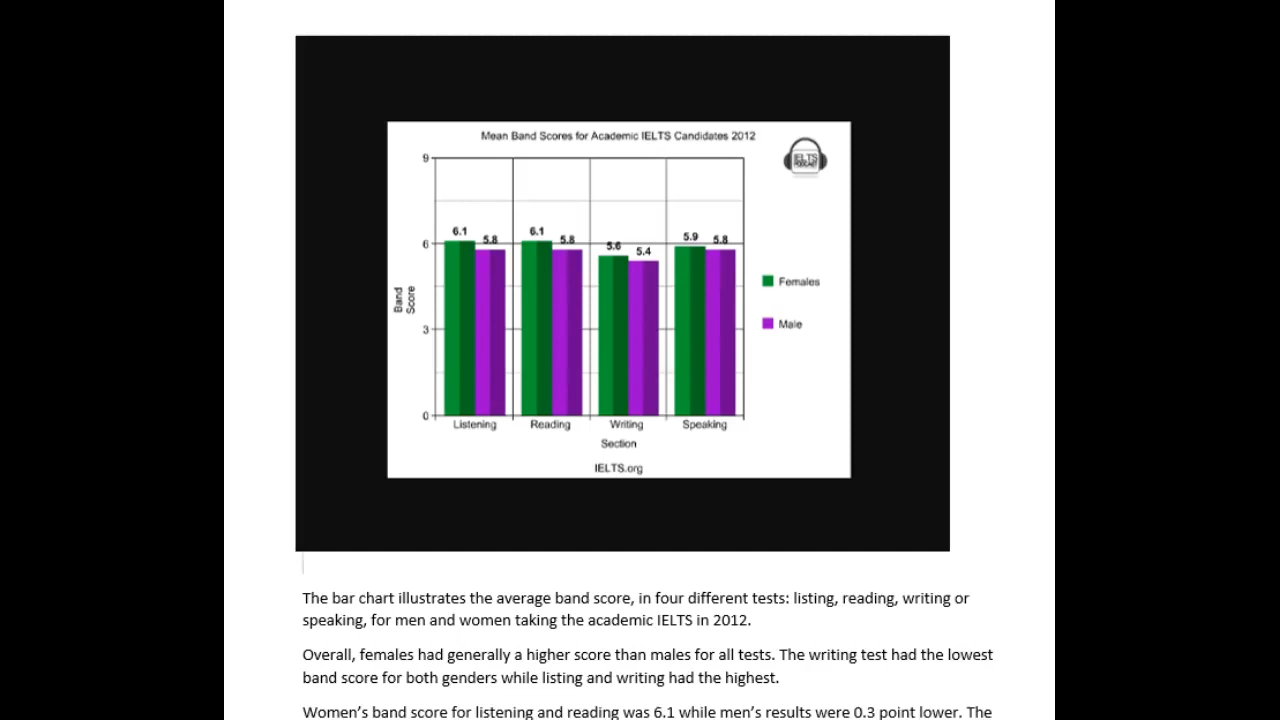 Mean Band Scores for Academic IELTS Candidates 2012
IELTS
PODCAST
9
6
3
0
Band
Score
6.1
5.8
6.1
5.8
5.6
5.4
5.9
5.8
Females
Male
Listening
Reading
Writing
Speaking
Section
IELTS.org
The bar chart illustrates the average band score, in four different tests: listing, reading, writing or
speaking, for men and women taking the academic IELTS in 2012.
Overall, females had generally a higher score than males for all tests. The writing test had the lowest
band score for both genders while listing and writing had the highest.
Women’s band score for listening and reading was 6.1 while men’s results were 0.3 point lower. The